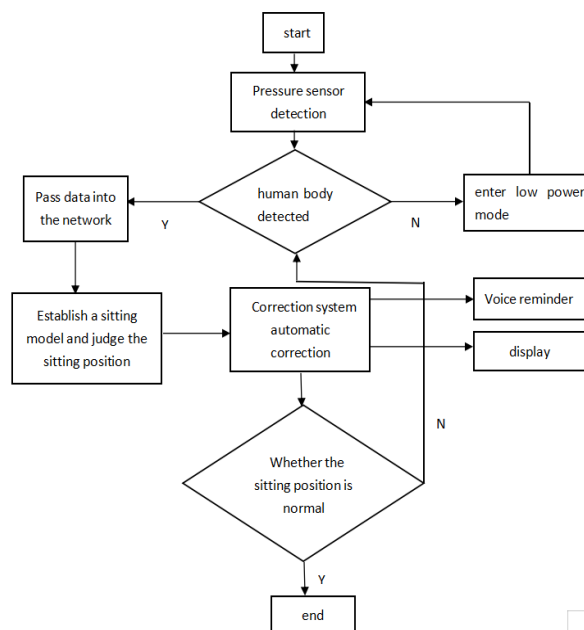 start
Pressure sensor
detection
human body
detected
Y
N
Pass data into
the network
enter low power
mode
Establish a sitting
model and judge the
sitting position
Correction system
automatic
correction
Voice reminder
display
N
Whether the
sitting position is
normal
Y
end